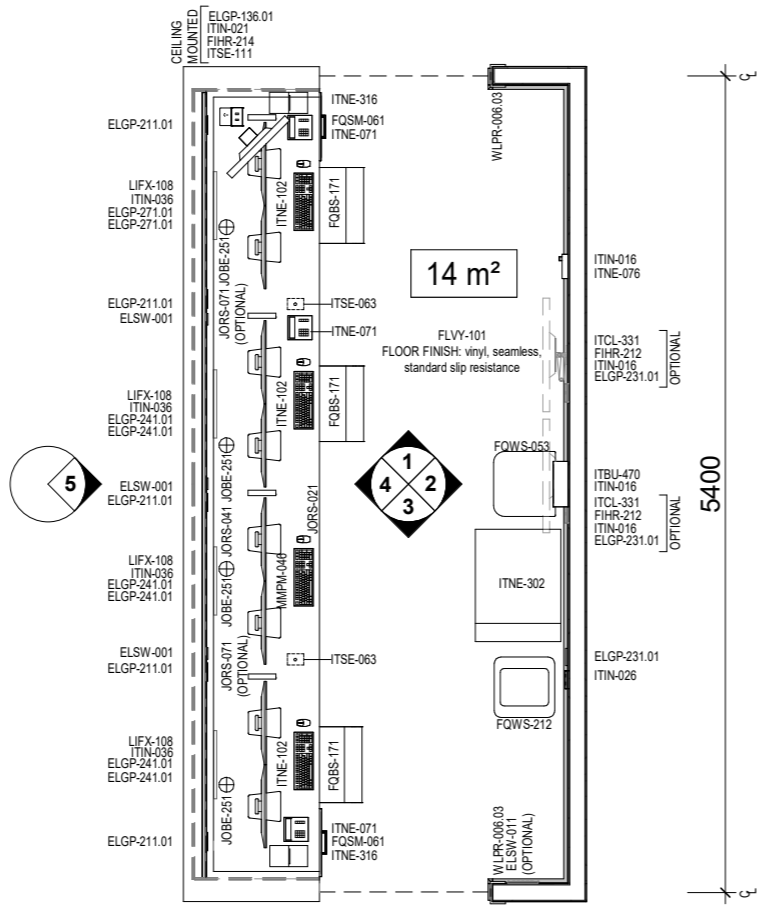 CEILING
MOUNTED
ELGP-136.01
ITIN-021
FIHR-214
ITSE-111
ELGP-211.01
LIFX-108
ITIN-036
ELGP-271.01
ELGP-271.01
ELGP-211.01
ELSW-001
LIFX-108
ITIN-036
ELGP-241.01
ELGP-241.01
5
ELSW-001
ELGP-211.01
LIFX-108
ITIN-036
ELGP-241.01
ELGP-241.01
ELSW-001
ELGP-211.01
LIFX-108
ITIN-036
ELGP-241.01
ELGP-241.01
ELGP-211.01
JOBE-251
JORS-071
(OPTIONAL)
JOBE-251
JORS-041
JOBE-251
JORS-071
(OPTIONAL)
JOBE-251
ITNE-102
ITNE-102
MMPM-046
ITNE-102
JORS-021
ITNE-316
FQSM-061
ITNE-071
FQBS-171
ITSE-063
ITNE-071
FQBS-171
ITSE-063
FQBS-171
ITNE-071
FQSM-061
ITNE-316
WLPR-006.03
14 m²
FLVY-101
FLOOR FINISH: vinyl, seamless,
standard slip resistance
1
4 2
3
FQWS-053
ITNE-302
FQWS-212
WLPR-006.03
ELSW-011
(OPTIONAL)
ITIN-016
ITNE-076
ITCL-331
FIHR-212
ITIN-016
ELGP-231.01
OPTIONAL
ITBU-470
ITIN-016
ITCL-331
FIHR-212
ITIN-016
ELGP-231.01
OPTIONAL
ELGP-231.01
ITIN-026
5400